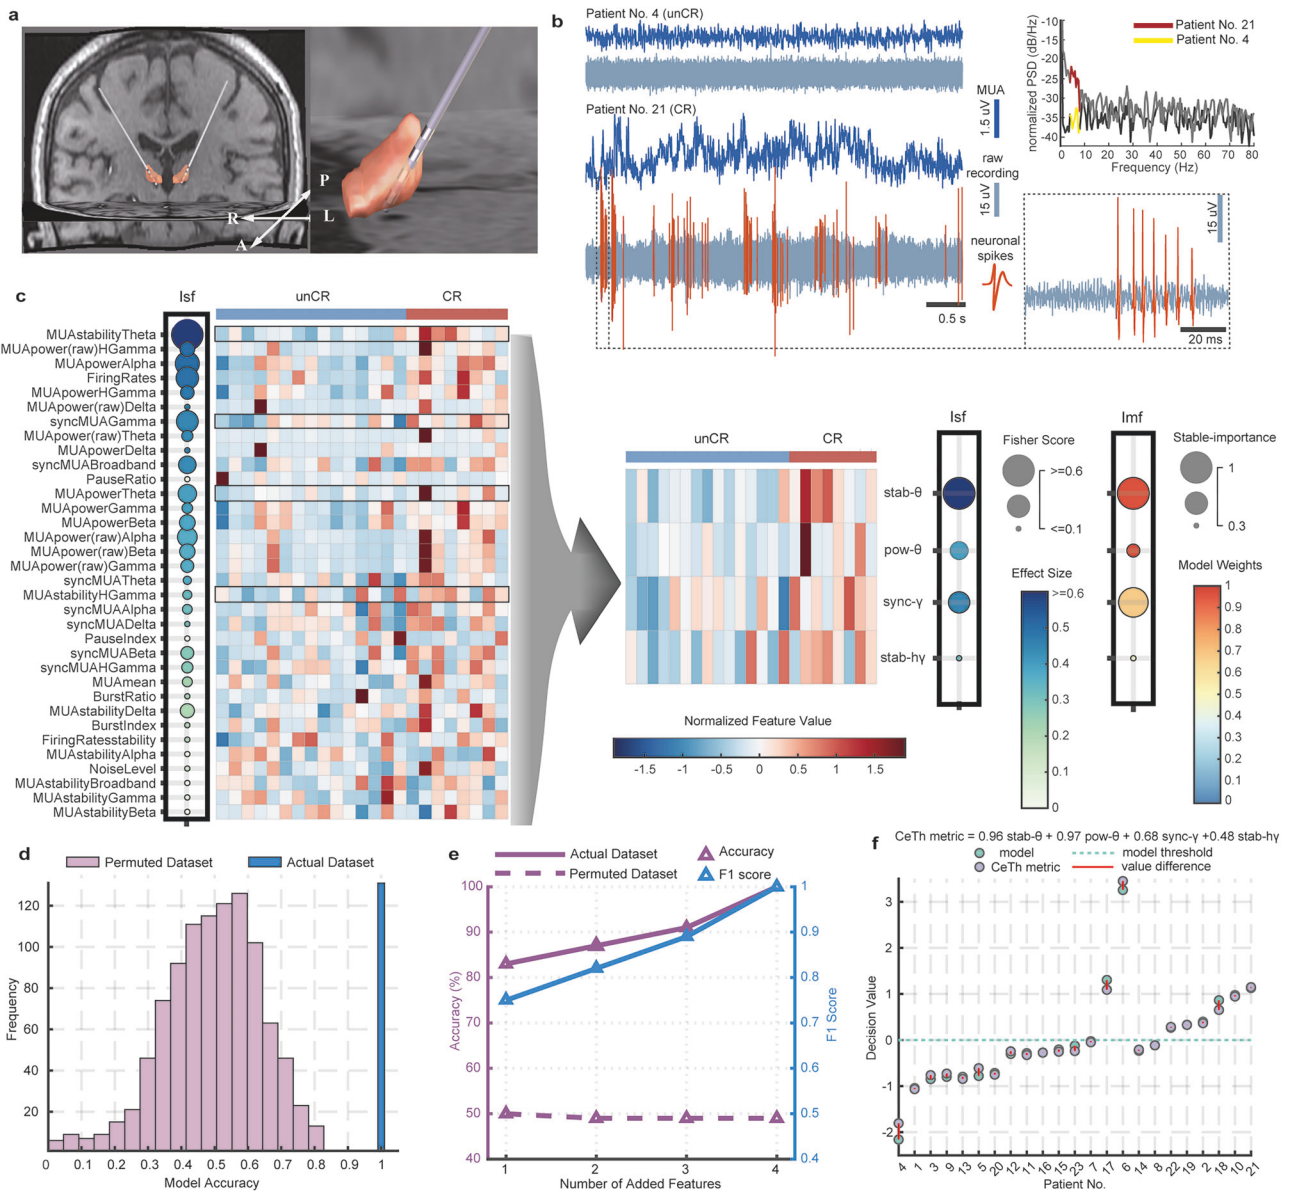 a
R
A
P
L
b
Patient No. 4 (unCR)
Patient No. 21 (CR)
MUA
1.5 uV
raw
recording
15 uV
neuronal
spikes
0.5 s
normalized PSD (dB/Hz)
-10
-15
-20
-25
-30
-35
-40
0 10 20 30 40 50 60 70 80
Frequency (Hz)
Patient No. 21
Patient No. 4
15 uV
20 ms
c
Isf
unCR
CR
MUAstabilityTheta
MUApower(raw)HGamma
MUApowerAlpha
FiringRates
MUApowerHGamma
MUApower(raw)Delta
syncMUAGamma
MUApower(raw)Theta
MUApowerDelta
syncMUABroadband
PauseRatio
MUApowerTheta
MUApowerGamma
MUApowerBeta
MUApower(raw)Alpha
MUApower(raw)Beta
MUApower(raw)Gamma
syncMUATheta
MUAstabilityHGamma
syncMUAAlpha
syncMUADelta
PauseIndex
syncMUABeta
syncMUAHGamma
MUAmean
BurstRatio
MUAstabilityDelta
BurstIndex
FiringRatesstability
MUAstabilityAlpha
NoiseLevel
MUAstabilityBroadband
MUAstabilityGamma
MUAstabilityBeta
unCR
CR
stab-θ
pow-θ
sync-γ
stab-hγ
Normalized Feature Value
-1.5 -1 -0.5 0 0.5 1 1.5
Isf
Fisher Score
>=0.6
<=0.1
Effect Size
>=0.6
0.5
0.4
0.3
0.2
0.1
0
Imf
Stable-importance
1
0.3
Model Weights
1
0.9
0.8
0.7
0.6
0.5
0.4
0.3
0.2
0.1
0
d
Permuted Dataset
Actual Dataset
Frequency
120
100
80
60
40
20
0 0.1 0.2 0.3 0.4 0.5 0.6 0.7 0.8 0.9 1
Model Accuracy
e
Actual Dataset
Permuted Dataset
Accuracy
F1 score
Accuracy (%)
100
90
80
70
60
50
40
1 2 3 4
Number of Added Features
1
0.9
0.8
0.7
0.6
0.5
0.4
F1 Score
f
CeTh metric = 0.96 stab-θ + 0.97 pow-θ + 0.68 sync-γ +0.48 stab-hγ
model
CeTh metric
model threshold
value difference
Decision Value
3
2
1
0
-1
-2
4 1 3 9 13 5 20 12 11 16 15 23 7 17 6 14 8 22 19 2 18 10 21
Patient No.